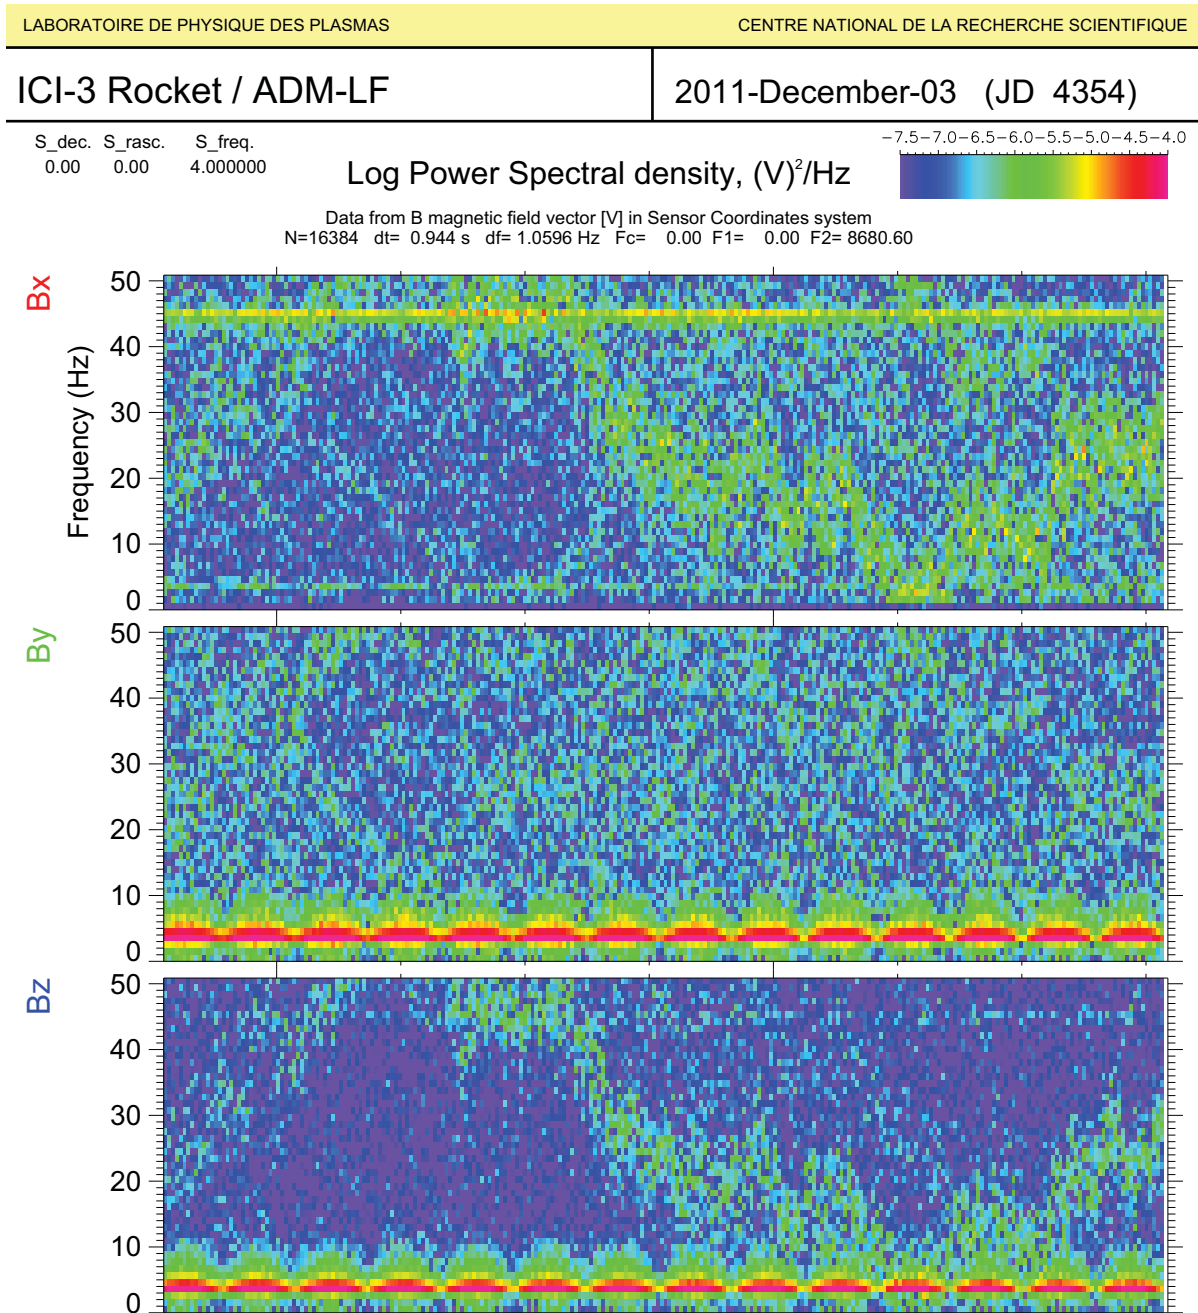 LABORATOIRE DE PHYSIQUE DES PLASMAS CENTRE NATIONAL DE LA RECHERCHE SCIENTIFIQUE
ICI-3 Rocket / ADM-LF 2011-December-03 (JD 4354)
S_dec. S_rasc. S_freq.
0.00 0.00 4.000000
−7.5−7.0−6.5−6.0−5.5−5.0−4.5−4.0
Log Power Spectral density, (V)²/Hz
Data from B magnetic field vector [V] in Sensor Coordinates system
N=16384 dt= 0.944 s df= 1.0596 Hz Fc= 0.00 F1= 0.00 F2= 8680.60
Bx
Frequency (Hz)
50
40
30
20
10
0
By
50
40
30
20
10
0
Bz
50
40
30
20
10
0